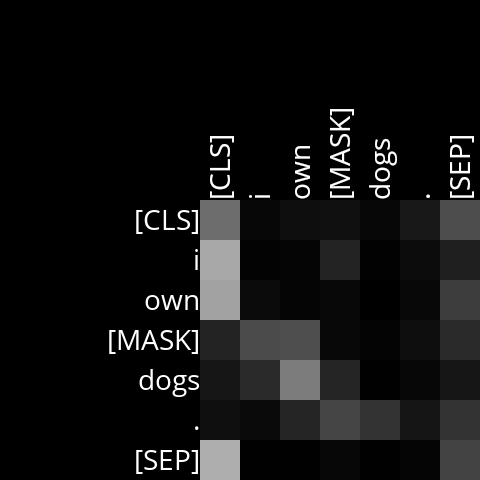 [CLS] i own [MASK] dogs . [SEP]
[CLS]
i
own
[MASK]
dogs
.
[SEP]